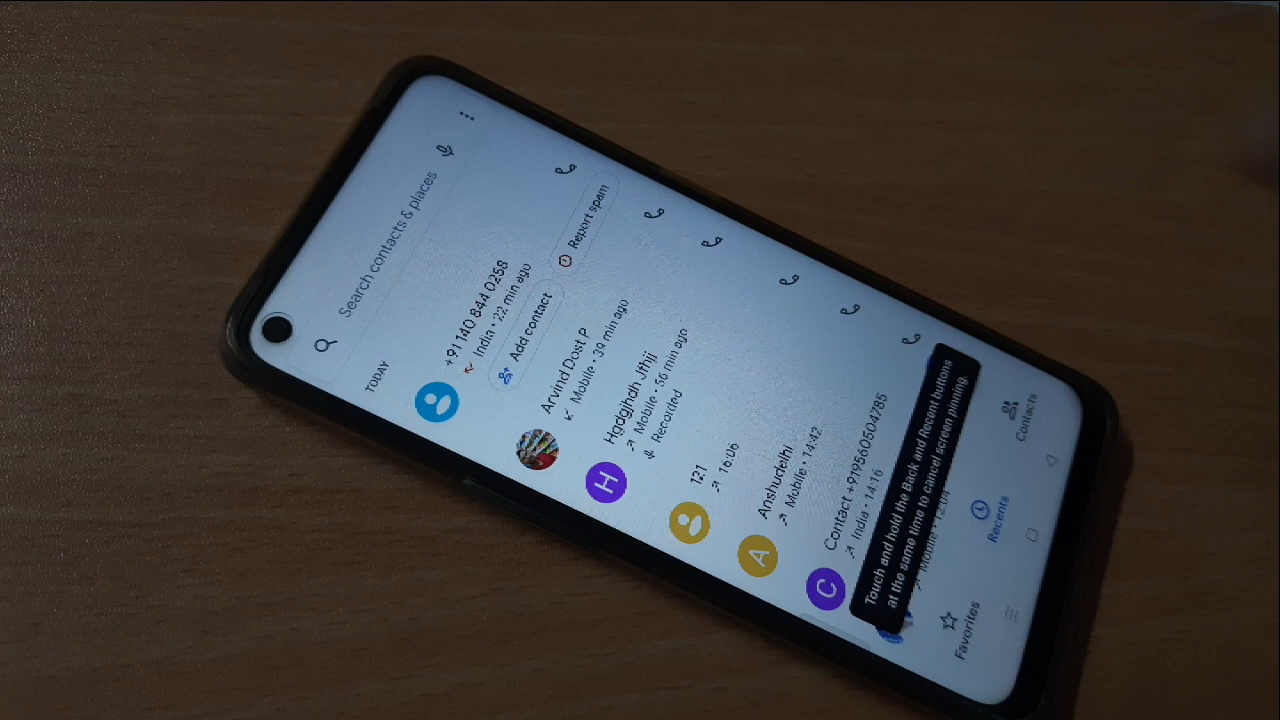 Search contacts & places
TODAY
+91 140 844 0258
India • 22 min ago
Add contact
Report spam
Arvind Dost P
Mobile • 39 min ago
H
Hgdgjhdh Jfhjj
Mobile • 56 min ago
Recorded
121
16:06
A
Anshudelhi
Mobile • 14:42
C
Contact +919560504785
India • 14:16
Mobile •
Touch and hold the Back and Recent buttons
at the same time to cancel screen pinning.
Favorites
Recents
Contacts